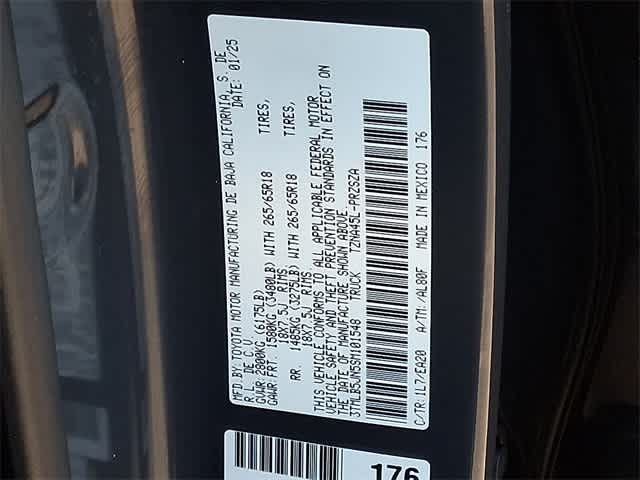 MFD.BY:TOYOTA MOTOR MANUFACTURING DE BAJA CALIFORNIA, S. DE
R.L. DE C.V. DATE: 01/25
GVWR:2800KG (6175LB)
GAWR:FRT. 1580KG (3480LB) WITH 265/65R18 TIRES,
18X7.5J RIMS
RR. 1485KG (3275LB) WITH 265/65R18 TIRES,
18X7.5J RIMS
THIS VEHICLE CONFORMS TO ALL APPLICABLE FEDERAL MOTOR
VEHICLE SAFETY AND THEFT PREVENTION STANDARDS IN EFFECT ON
DATE OF MANUFACTURE SHOWN ABOVE.
3TMLB5JN5SM101548 TRUCK TZNA45L-PRZSZA
C/TR:1L7/EA20 A/TM:/AL80F MADE IN MEXICO 176
176